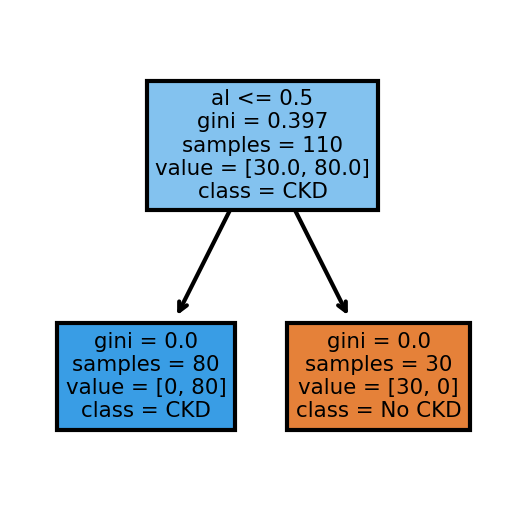 al <= 0.5
gini = 0.397
samples = 110
value = [30.0, 80.0]
class = CKD
gini = 0.0
samples = 80
value = [0, 80]
class = CKD
gini = 0.0
samples = 30
value = [30, 0]
class = No CKD